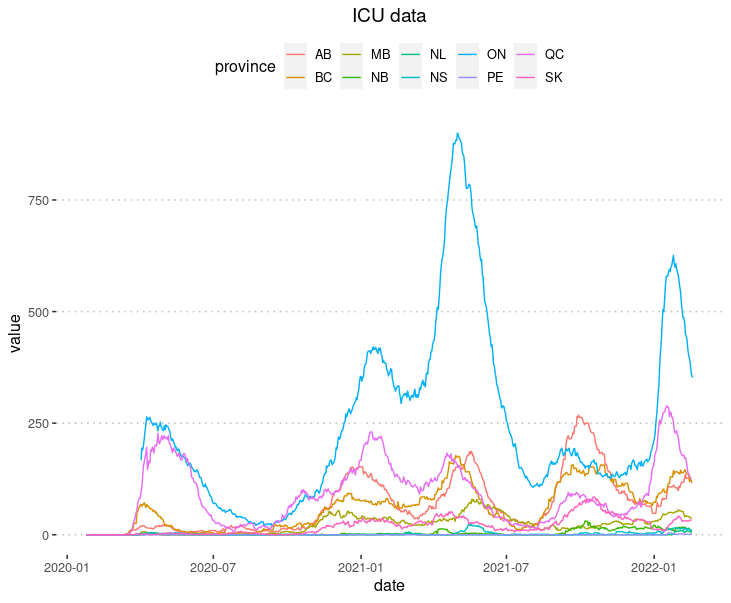 ICU data
province AB MB NL ON QC
BC NB NS PE SK
750
500
250
0
value
2020-01 2020-07 2021-01 2021-07 2022-01
date